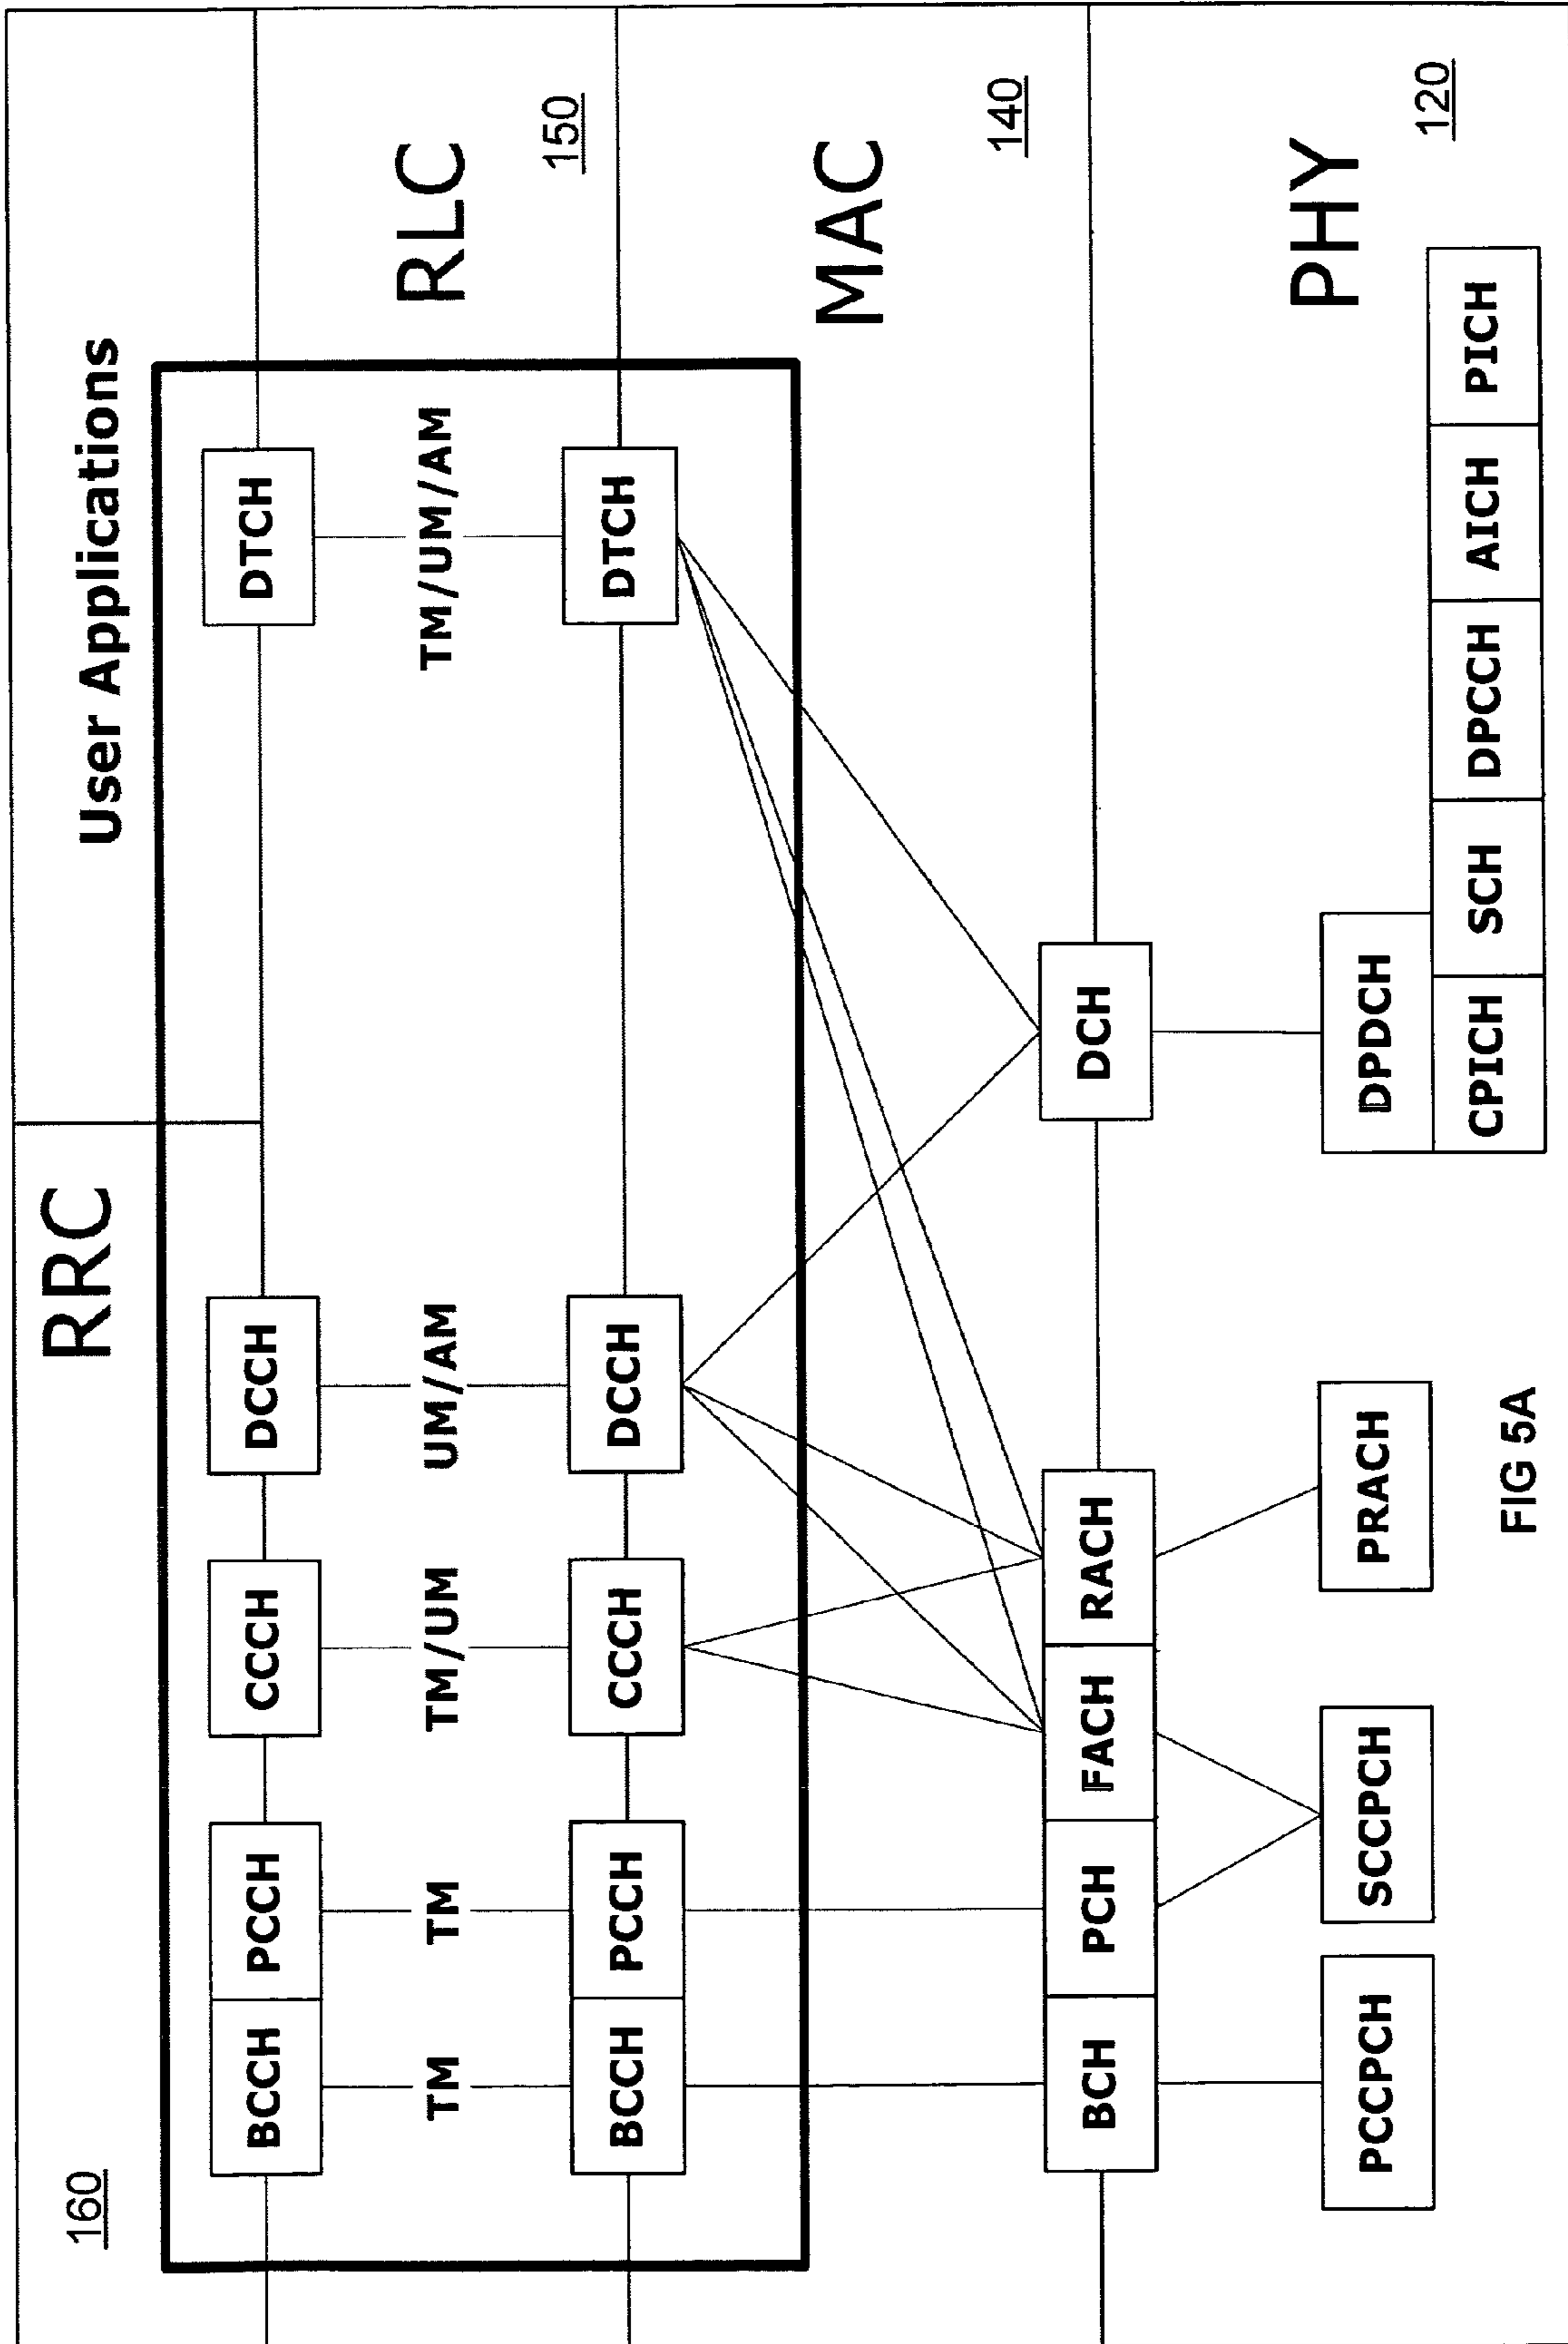 160
RRC
User Applications
BCCH PCCH CCCH DCCH DTCH
TM TM TM/UM UM/AM TM/UM/AM
RLC
150
BCCH PCCH CCCH DCCH DTCH
MAC
140
BCH PCH FACH RACH DCH
PHY
120
PCCPCH SCCPCH PRACH DPDCH
CPICH SCH DPCCH AICH PICH
FIG 5A